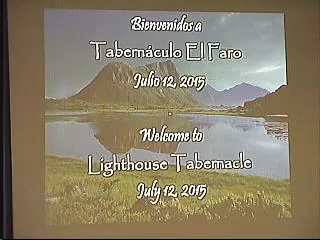 Bienvenidos a
Tabernáculo El Faro
Julio 12, 2015
.
Welcome to
Lighthouse Tabernacle
July 12, 2015